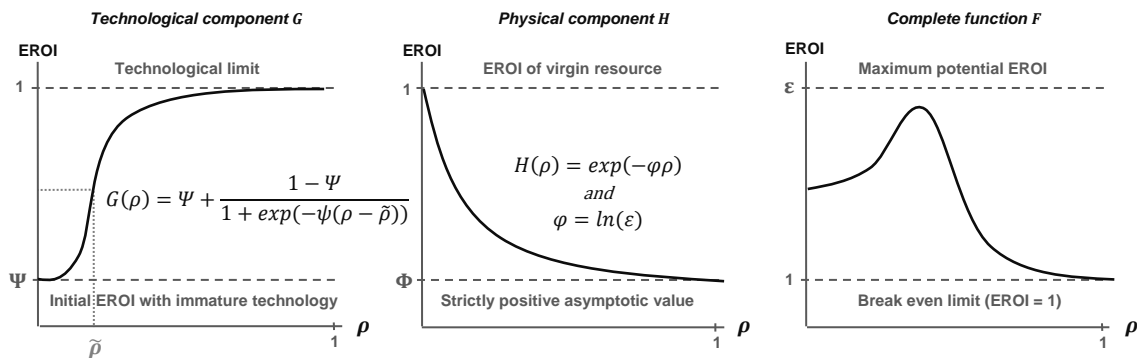 Technological component G
EROI
Technological limit
1
G(ρ) = Ψ + (1 − Ψ) / (1 + exp(−ψ(ρ − ρ̃)))
Ψ
Initial EROI with immature technology
ρ̃
1
ρ
Physical component H
EROI
EROI of virgin resource
1
H(ρ) = exp(−φρ)
and
φ = ln(ε)
Φ
Strictly positive asymptotic value
1
ρ
Complete function F
EROI
Maximum potential EROI
ε
1
Break even limit (EROI = 1)
1
ρ